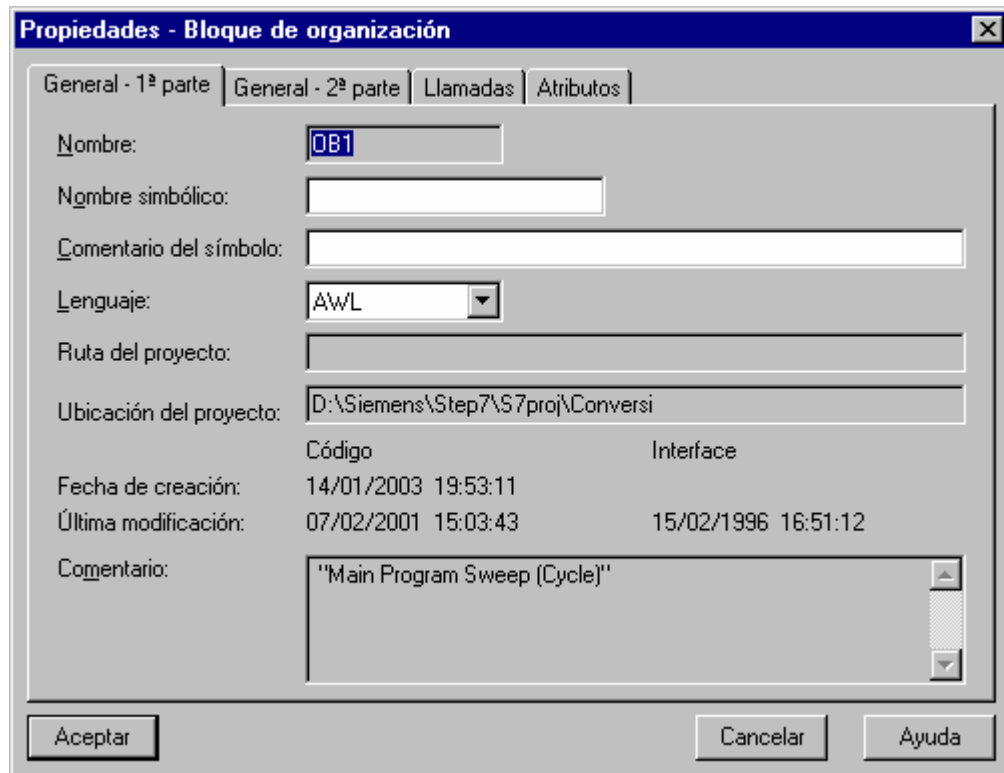 Propiedades - Bloque de organización
General - 1ª parte General - 2ª parte Llamadas Atributos
Nombre: OB1
Nombre simbólico:
Comentario del símbolo:
Lenguaje: AWL
Ruta del proyecto:
Ubicación del proyecto: D:\Siemens\Step7\S7proj\Conversi
Código Interface
Fecha de creación: 14/01/2003 19:53:11
Última modificación: 07/02/2001 15:03:43 15/02/1996 16:51:12
Comentario: "Main Program Sweep (Cycle)"
Aceptar Cancelar Ayuda